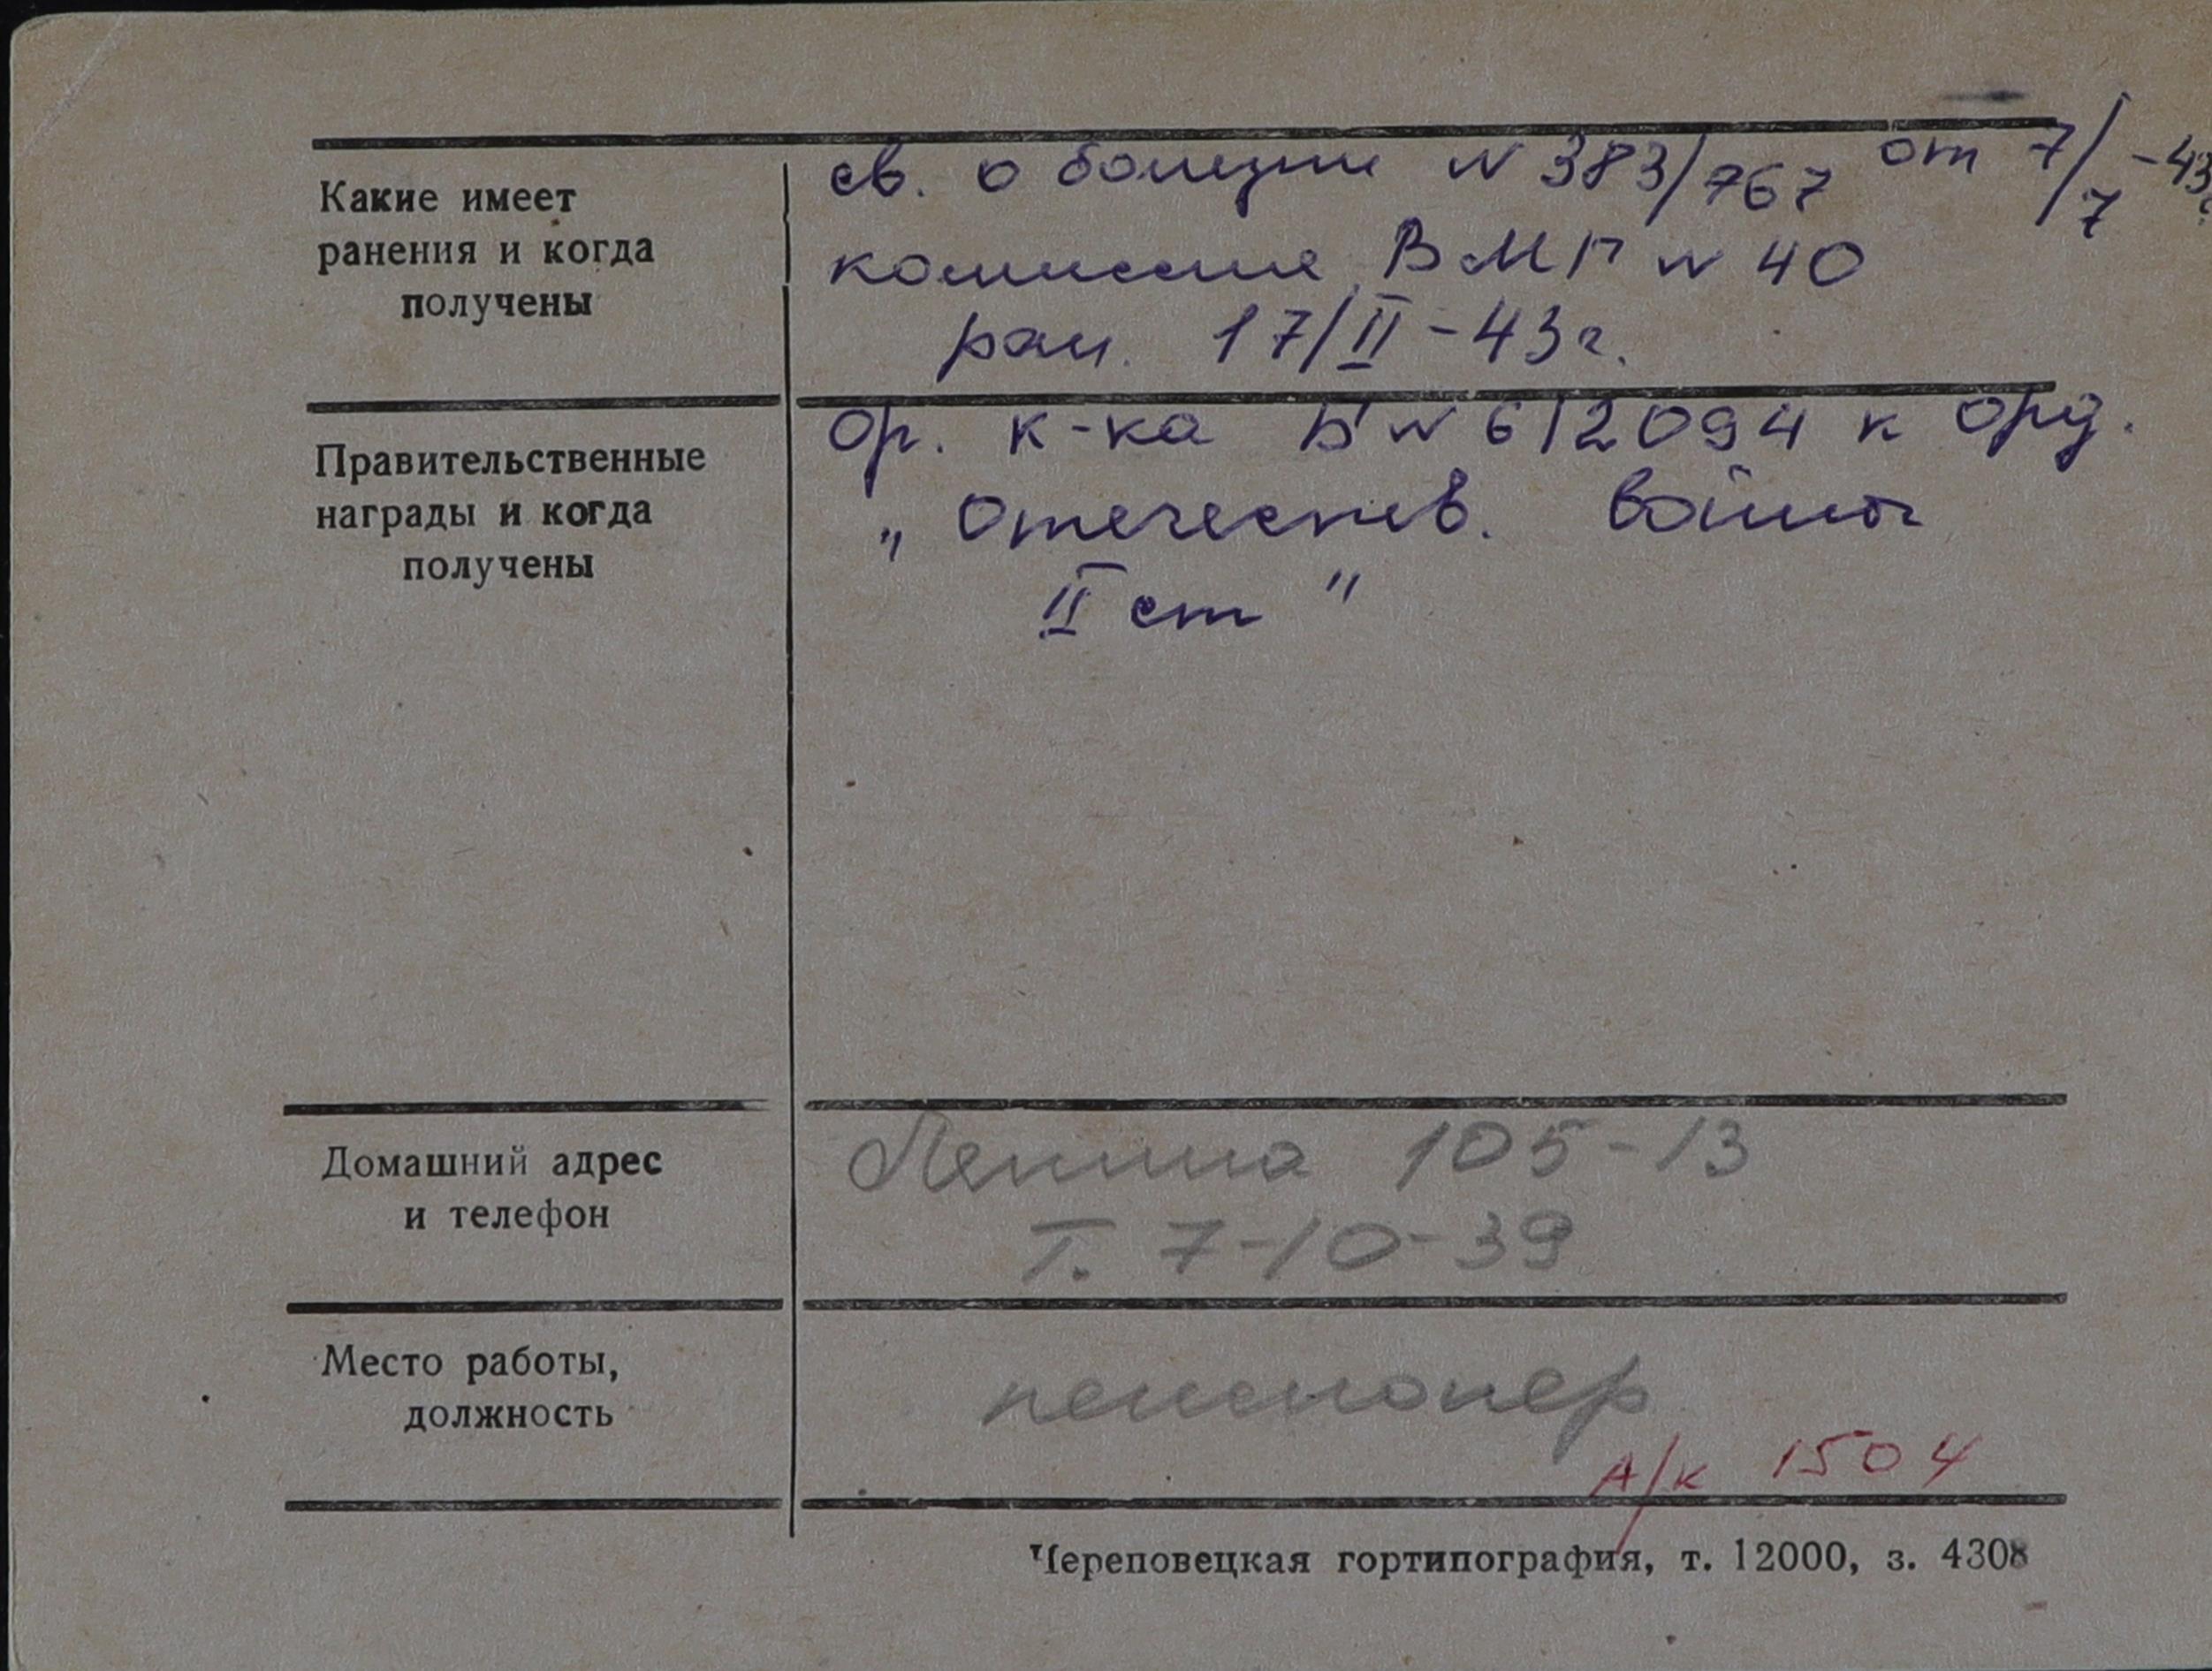 Какие имеет
ранения и когда
получены
св. о болезни № 383/767 от 7/7-43г
комиссия ВМГ № 40
ран. 17/II-43г.
Правительственные
награды и когда
получены
ор. к-ка Б № 612094 к орд.
„Отечеств. войны
II ст"
Домашний адрес
и телефон
Ленина 105-13
Т. 7-10-39
Место работы,
должность
пенсионер
А/к 1504
Череповецкая гортипография, т. 12000, з. 4308